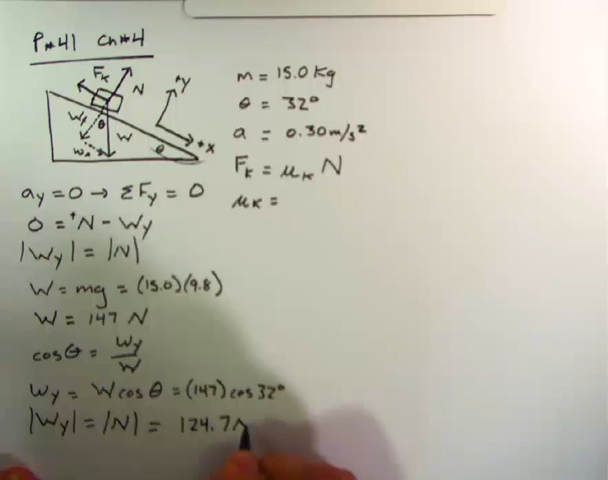 P#41 Ch#4
Fk
N
+y
Wy
θ
W
Wx
θ
+x
m = 15.0 kg
θ = 32°
a = 0.30 m/s²
Fk = μk N
μk =
ay = 0 → ΣFy = 0
0 = +N - Wy
|Wy| = |N|
W = mg = (15.0)(9.8)
W = 147 N
cosθ = Wy/W
Wy = W cos θ = (147) cos 32°
|Wy| = |N| = 124.7 N